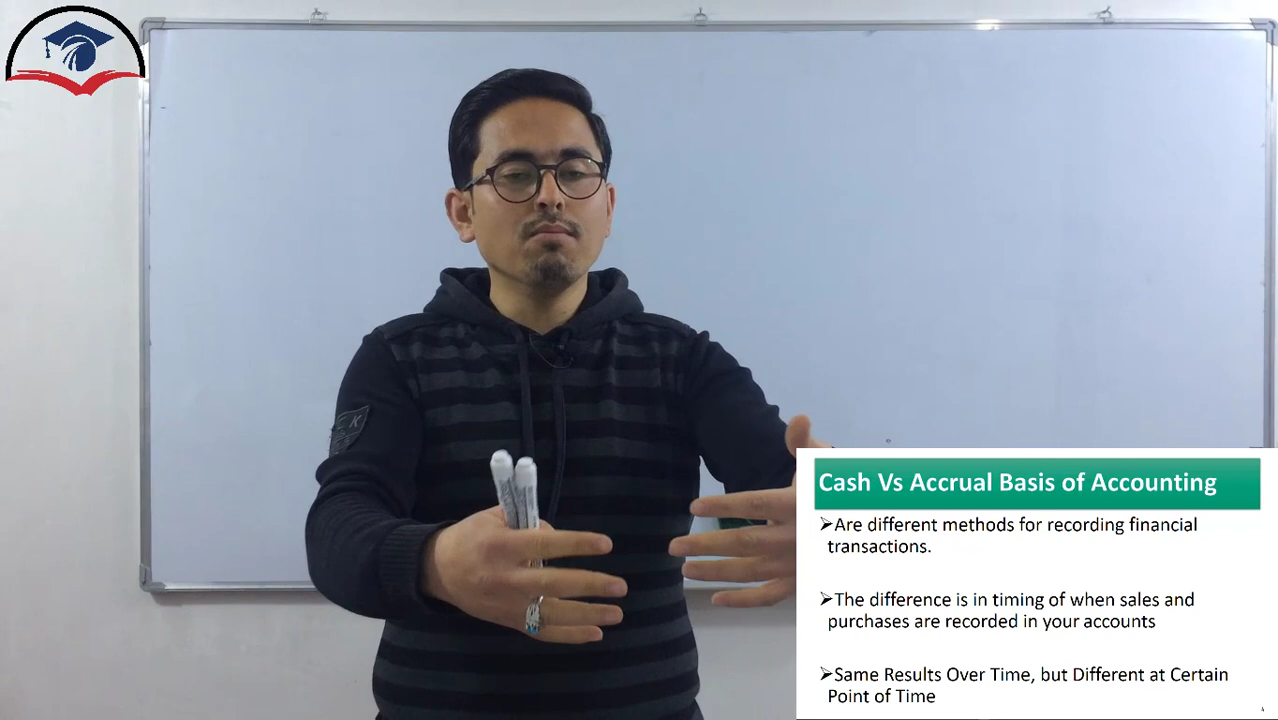 Cash Vs Accrual Basis of Accounting
➢Are different methods for recording financial
transactions.
➢The difference is in timing of when sales and
purchases are recorded in your accounts
➢Same Results Over Time, but Different at Certain
Point of Time